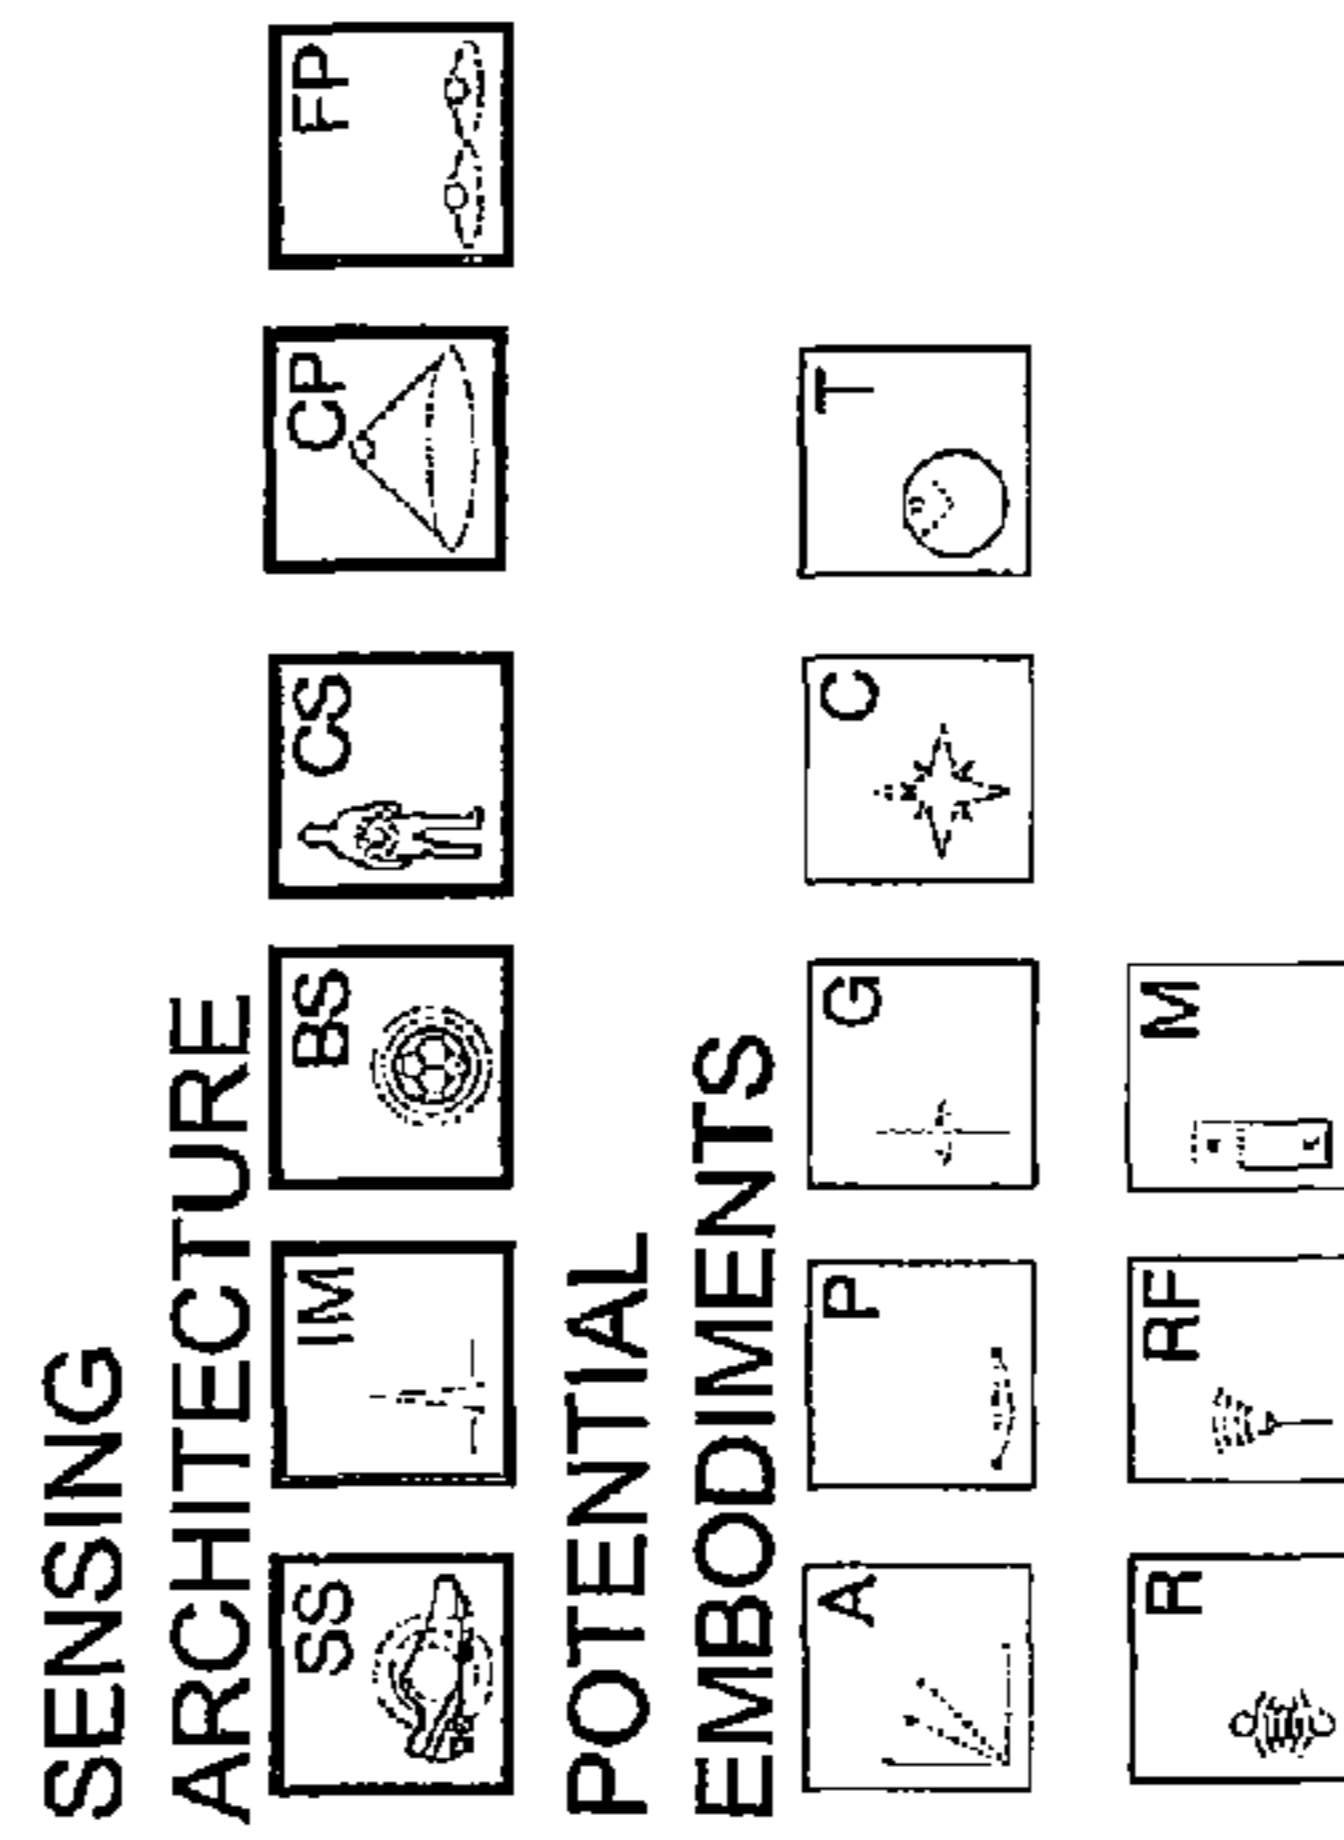 SENSING
ARCHITECTURE
SS IM BS CS CP FP
POTENTIAL
EMBODIMENTS
A P G C T
R RF M